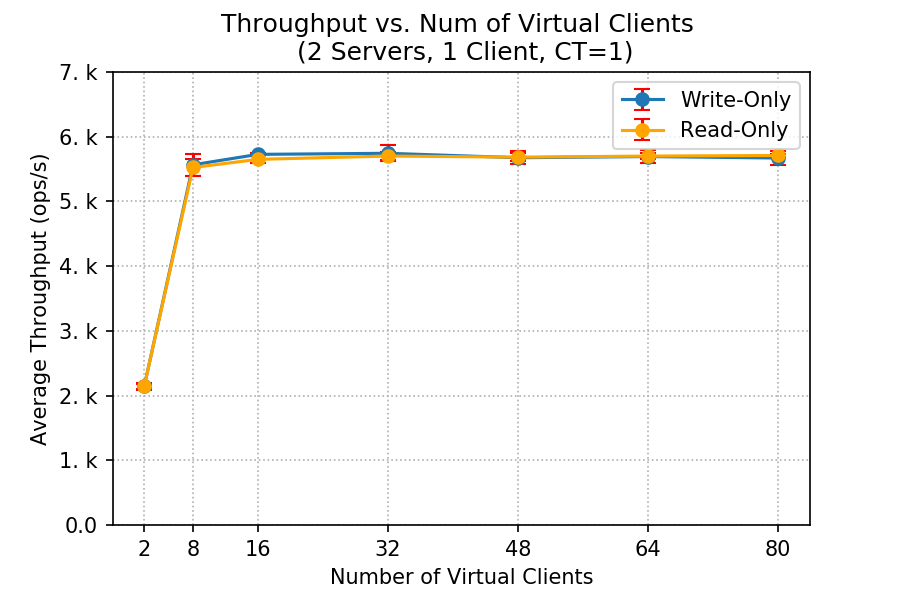 Throughput vs. Num of Virtual Clients
(2 Servers, 1 Client, CT=1)
Write-Only
Read-Only
Average Throughput (ops/s)
7. k
6. k
5. k
4. k
3. k
2. k
1. k
0.0
2 8 16 32 48 64 80
Number of Virtual Clients